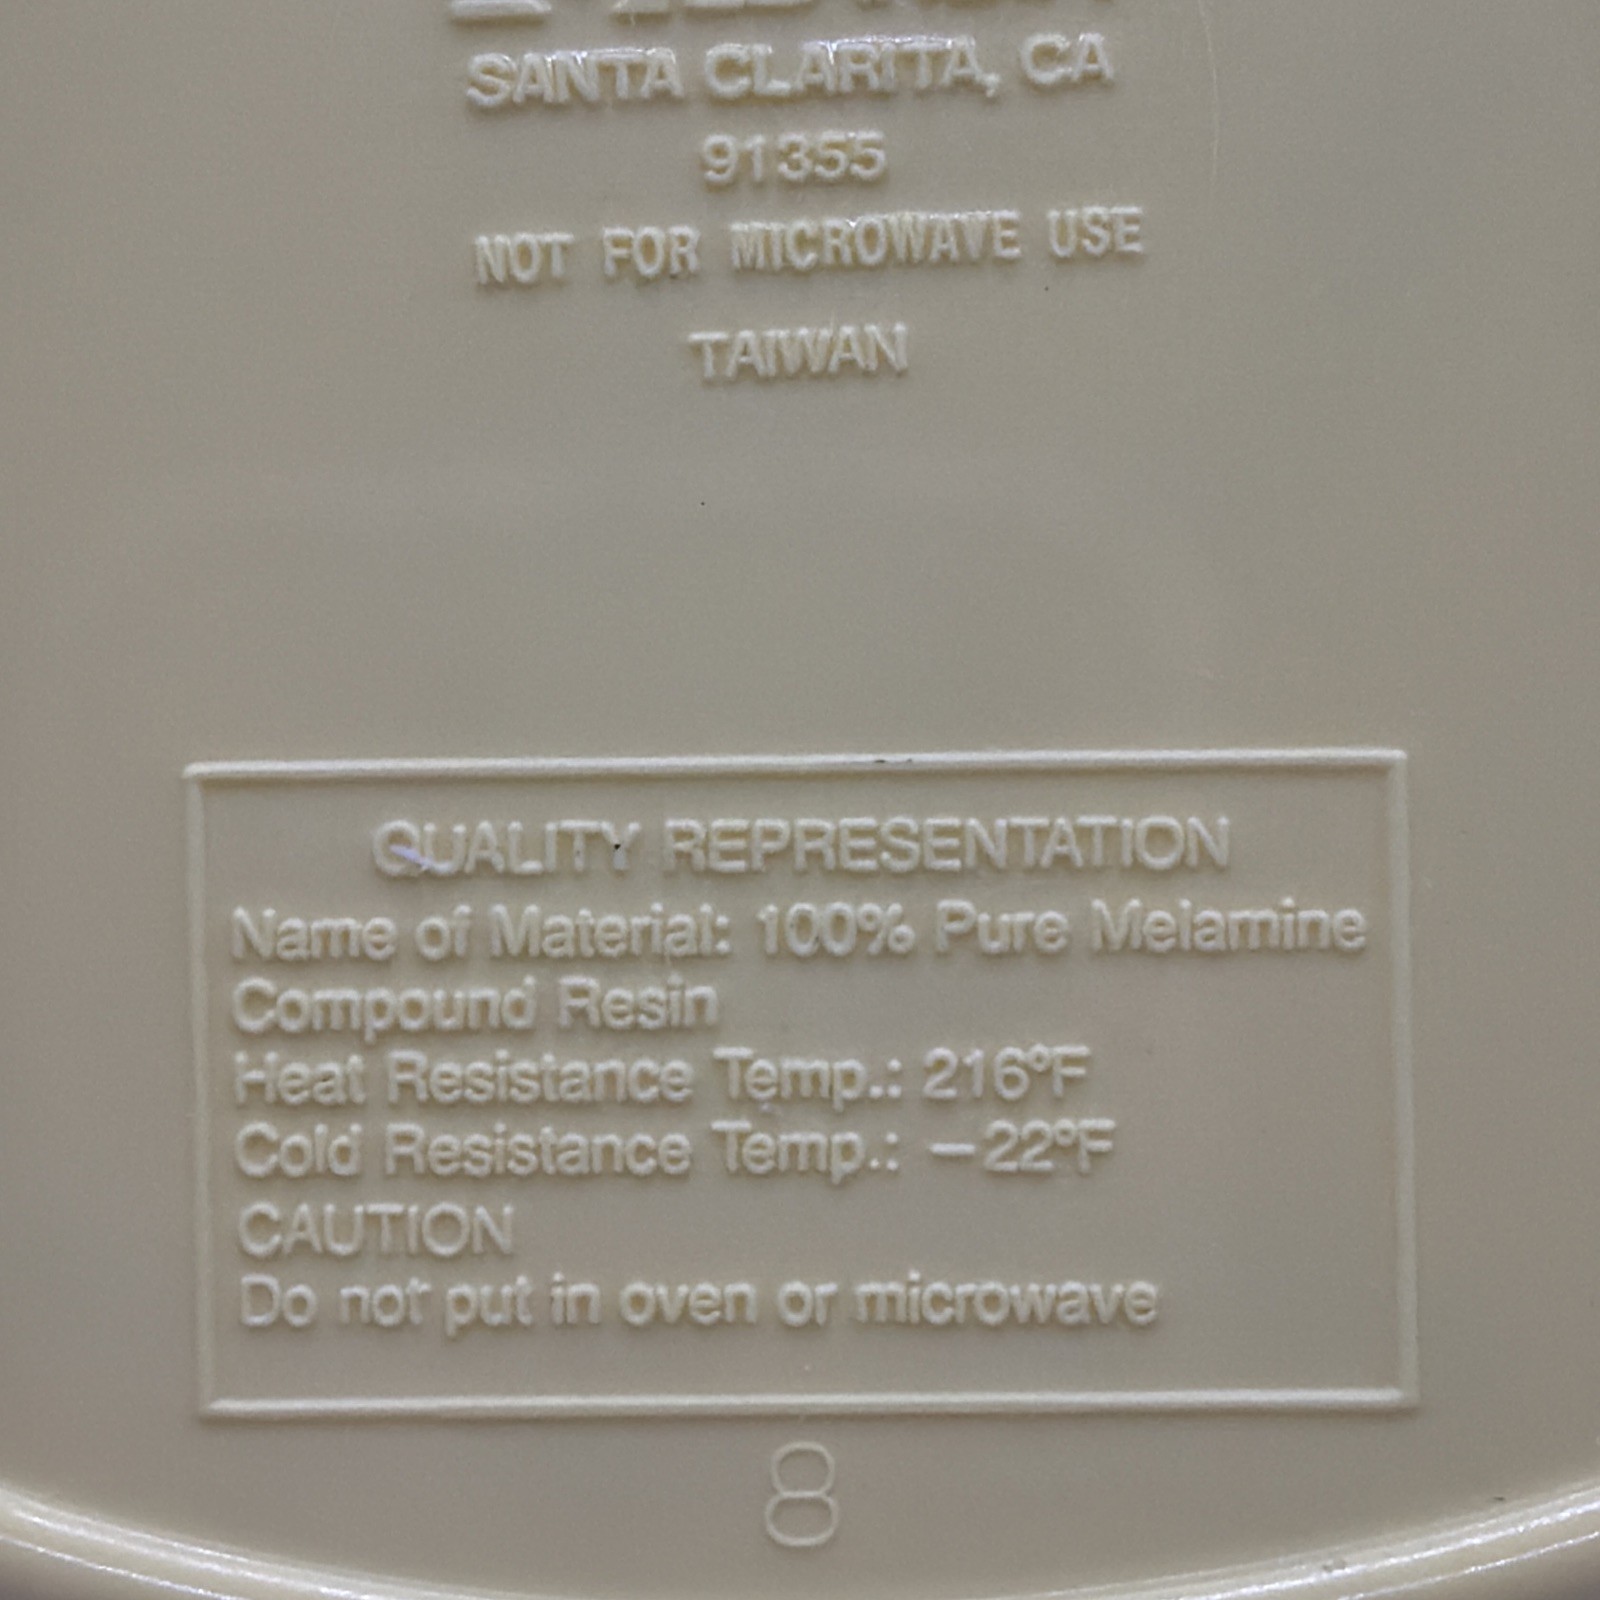 SANTA CLARITA, CA
91355
NOT FOR MICROWAVE USE
TAIWAN
QUALITY REPRESENTATION
Name of Material: 100% Pure Melamine
Compound Resin
Heat Resistance Temp.: 216°F
Cold Resistance Temp.: -22°F
CAUTION
Do not put in oven or microwave
8